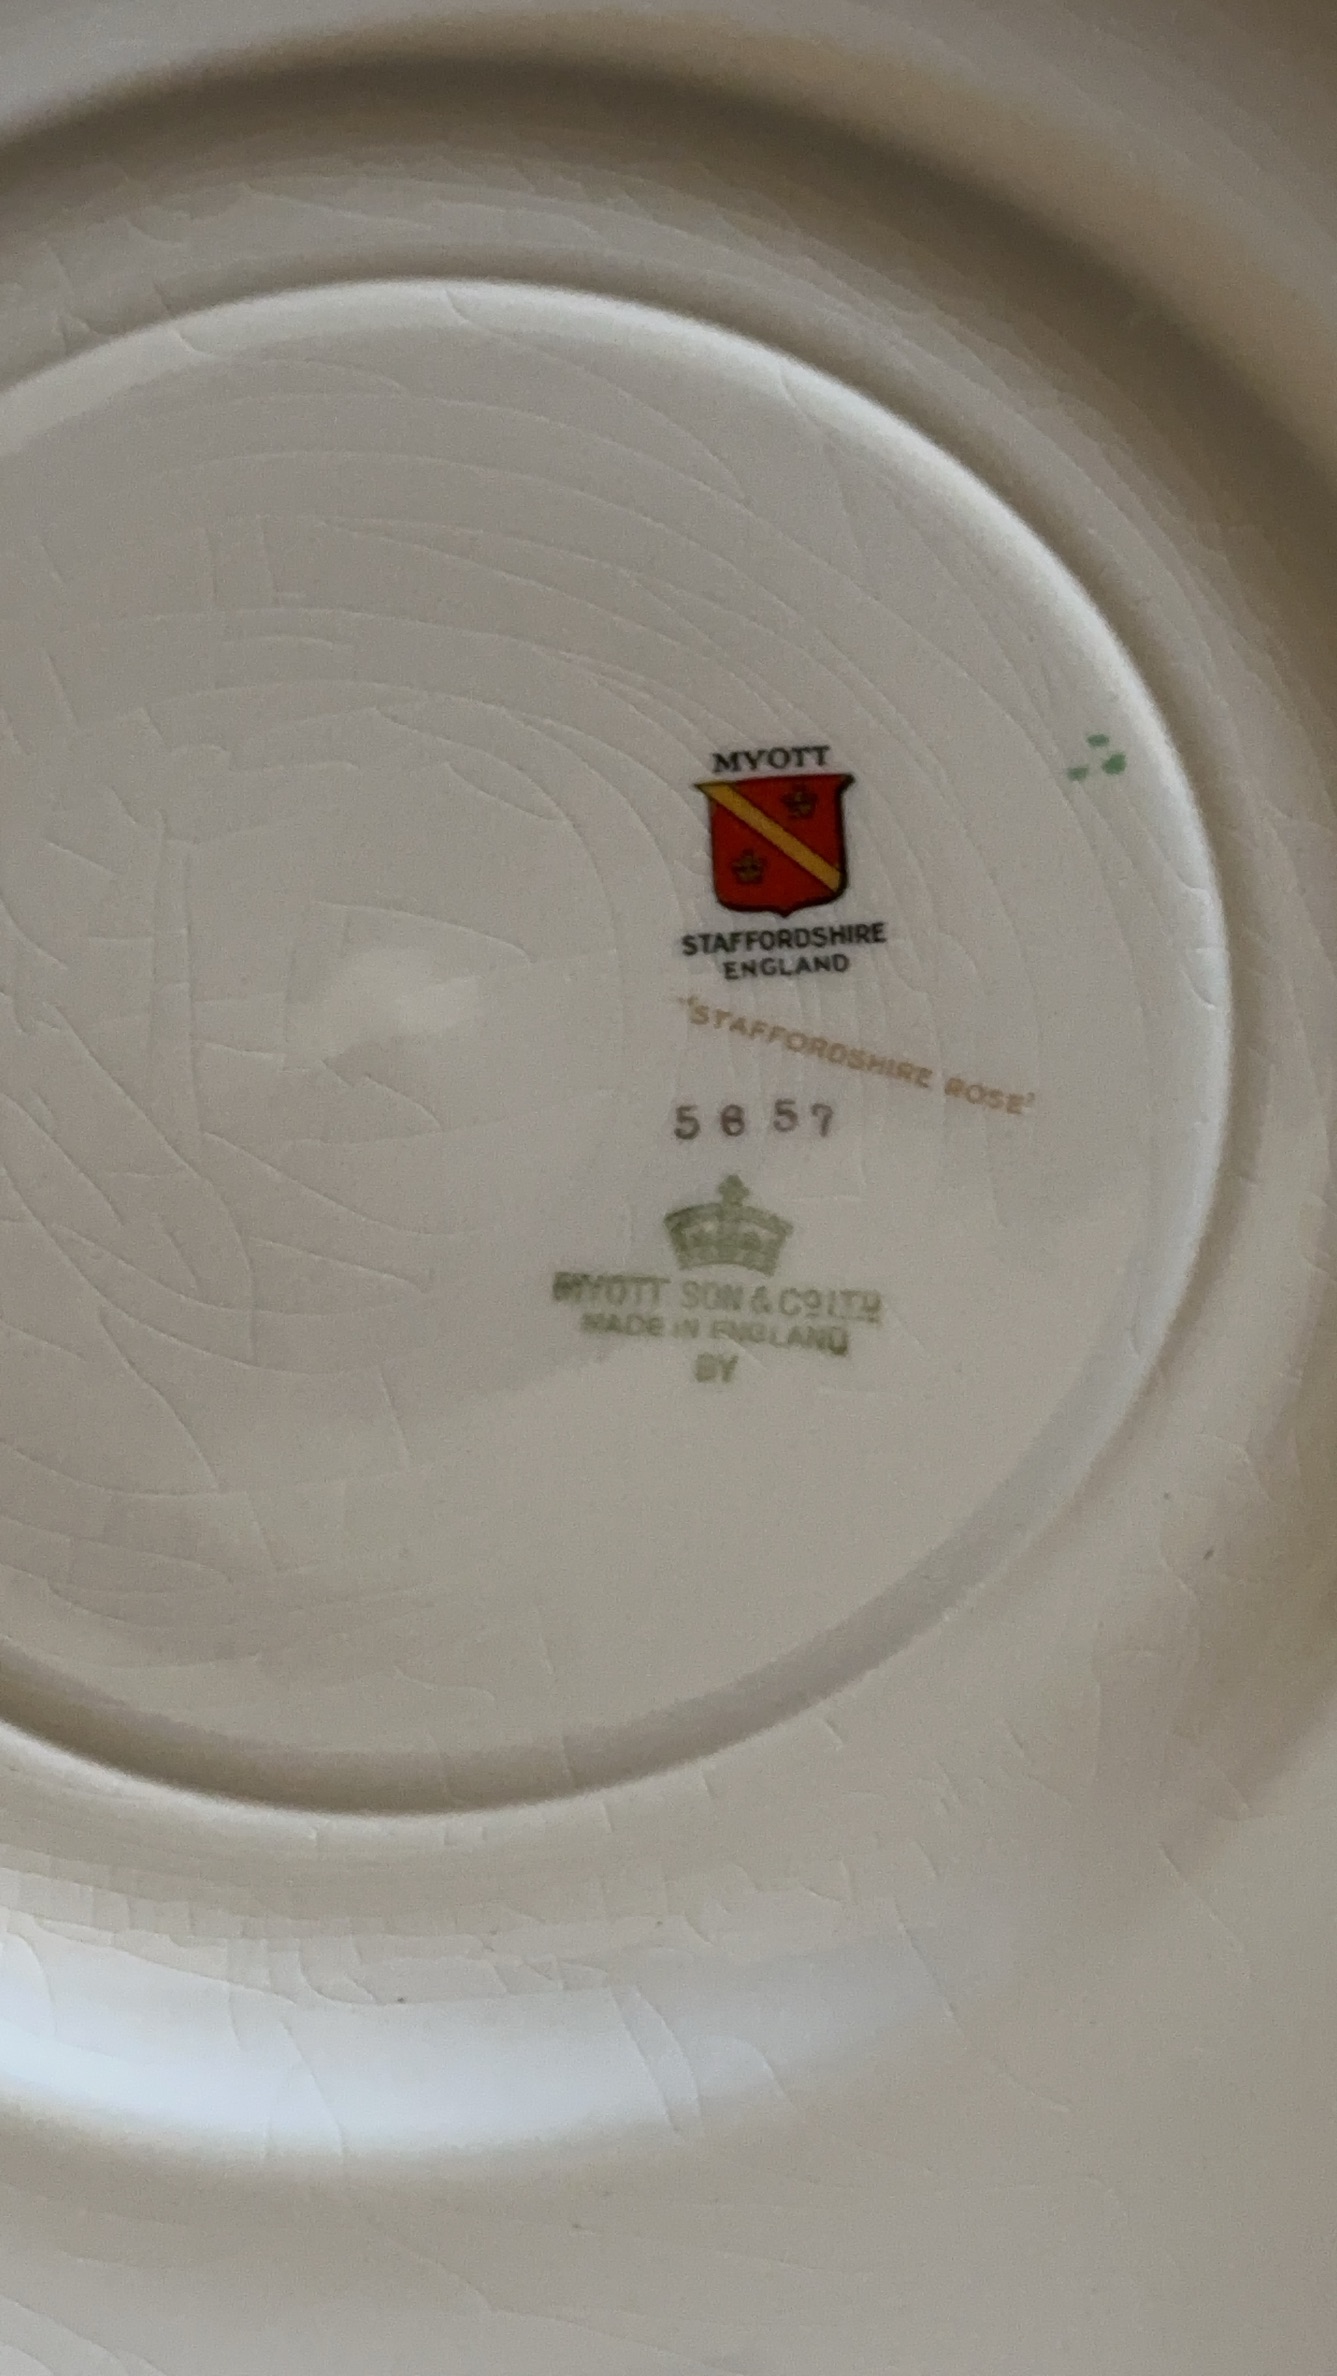 MYOTT
STAFFORDSHIRE
ENGLAND
'STAFFORDSHIRE ROSE'
5657
MYOTT SON & Co LTD
MADE IN ENGLAND
BY